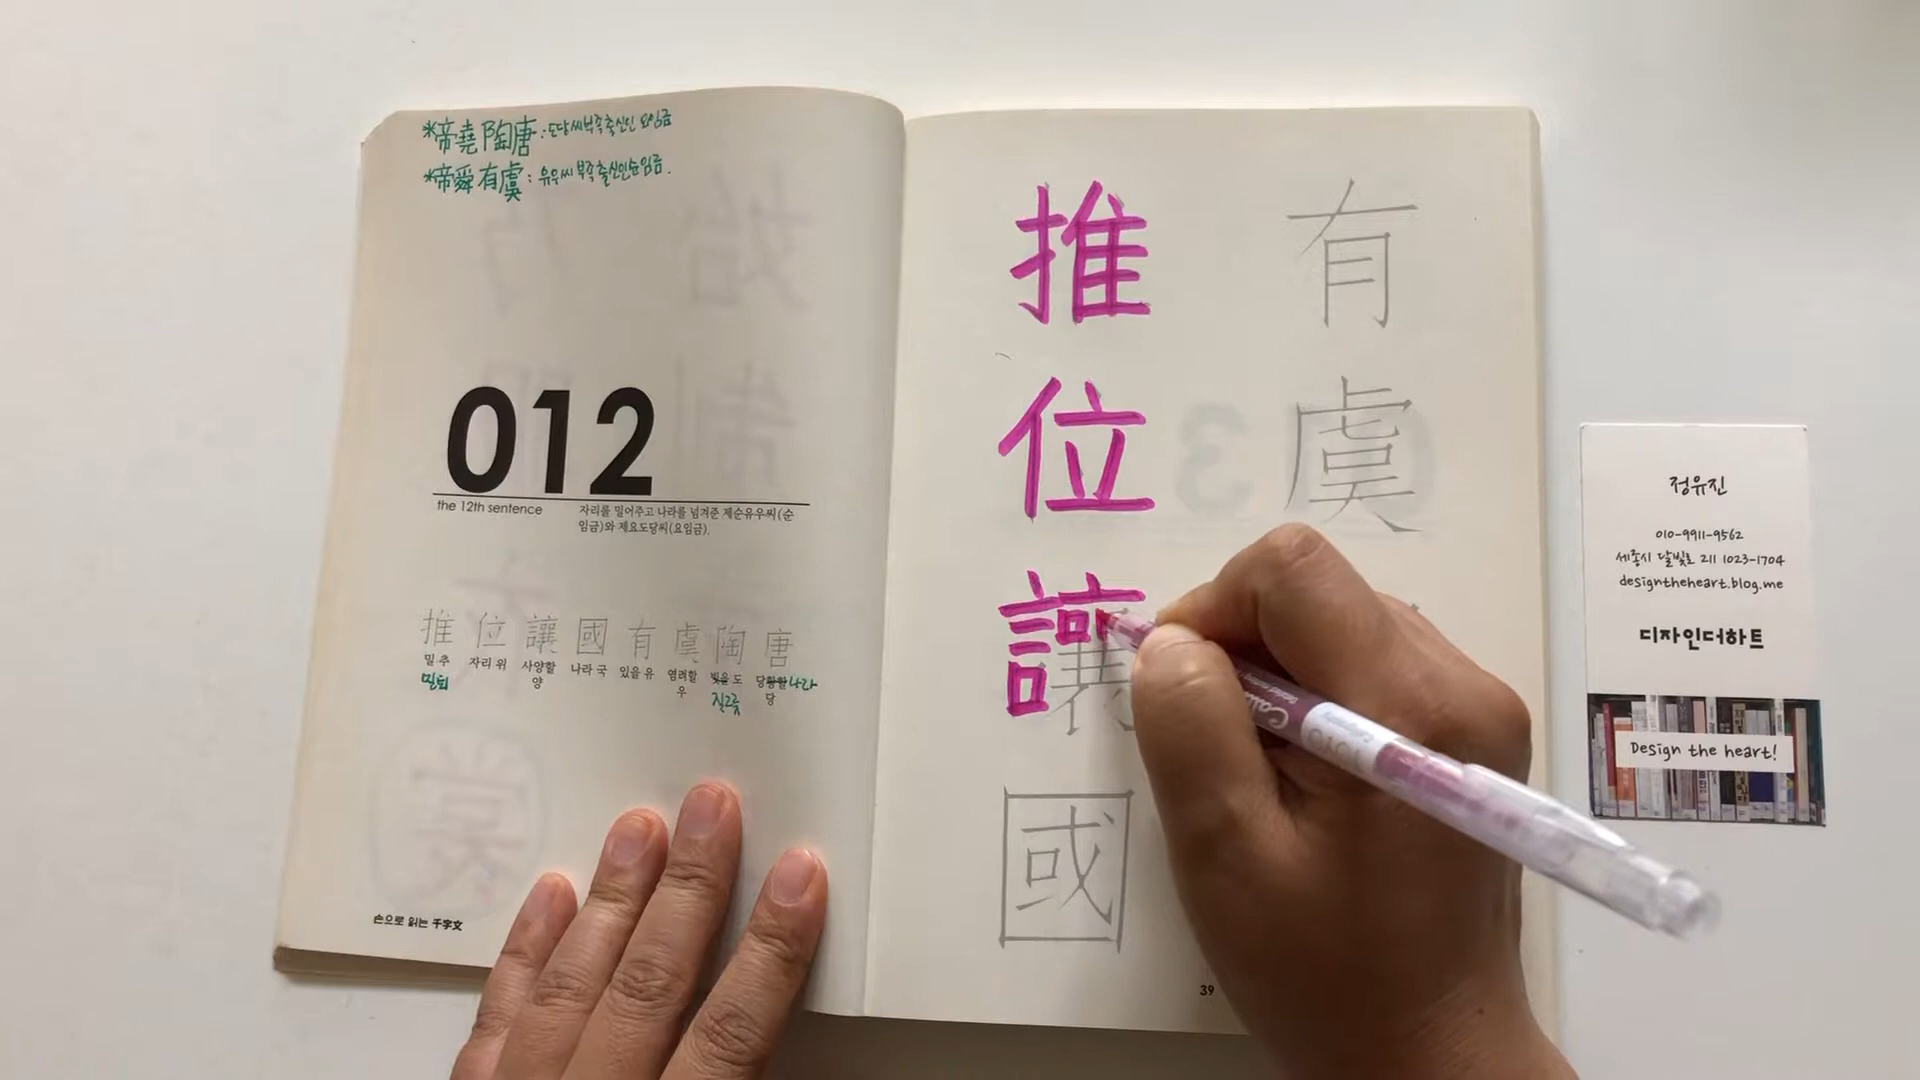 *帝堯陶唐 : 도당씨부족출신인 요임금
*帝舜有虞 : 유우씨부족출신인순임금.
012
the 12th sentence
자리를 밀어주고 나라를 넘겨준 제순유우씨(순
임금)와 제요도당씨(요임금).
推 位 讓 國 有 虞 陶 唐
밀 추 자리 위 사양할 양 나라 국 있을 유 염려할 우 도 당
밀퇴 질그릇 나라
손으로 읽는 千字文
有
虞
推
位
讓
國
39
정유진
010-9911-9562
세종시 달빛로 211 1023-1704
designtheheart.blog.me
디자인더하트
Design the heart!